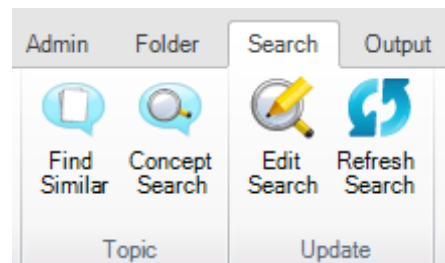 Admin Folder Search Output
Find Similar
Concept Search
Edit Search
Refresh Search
Topic Update